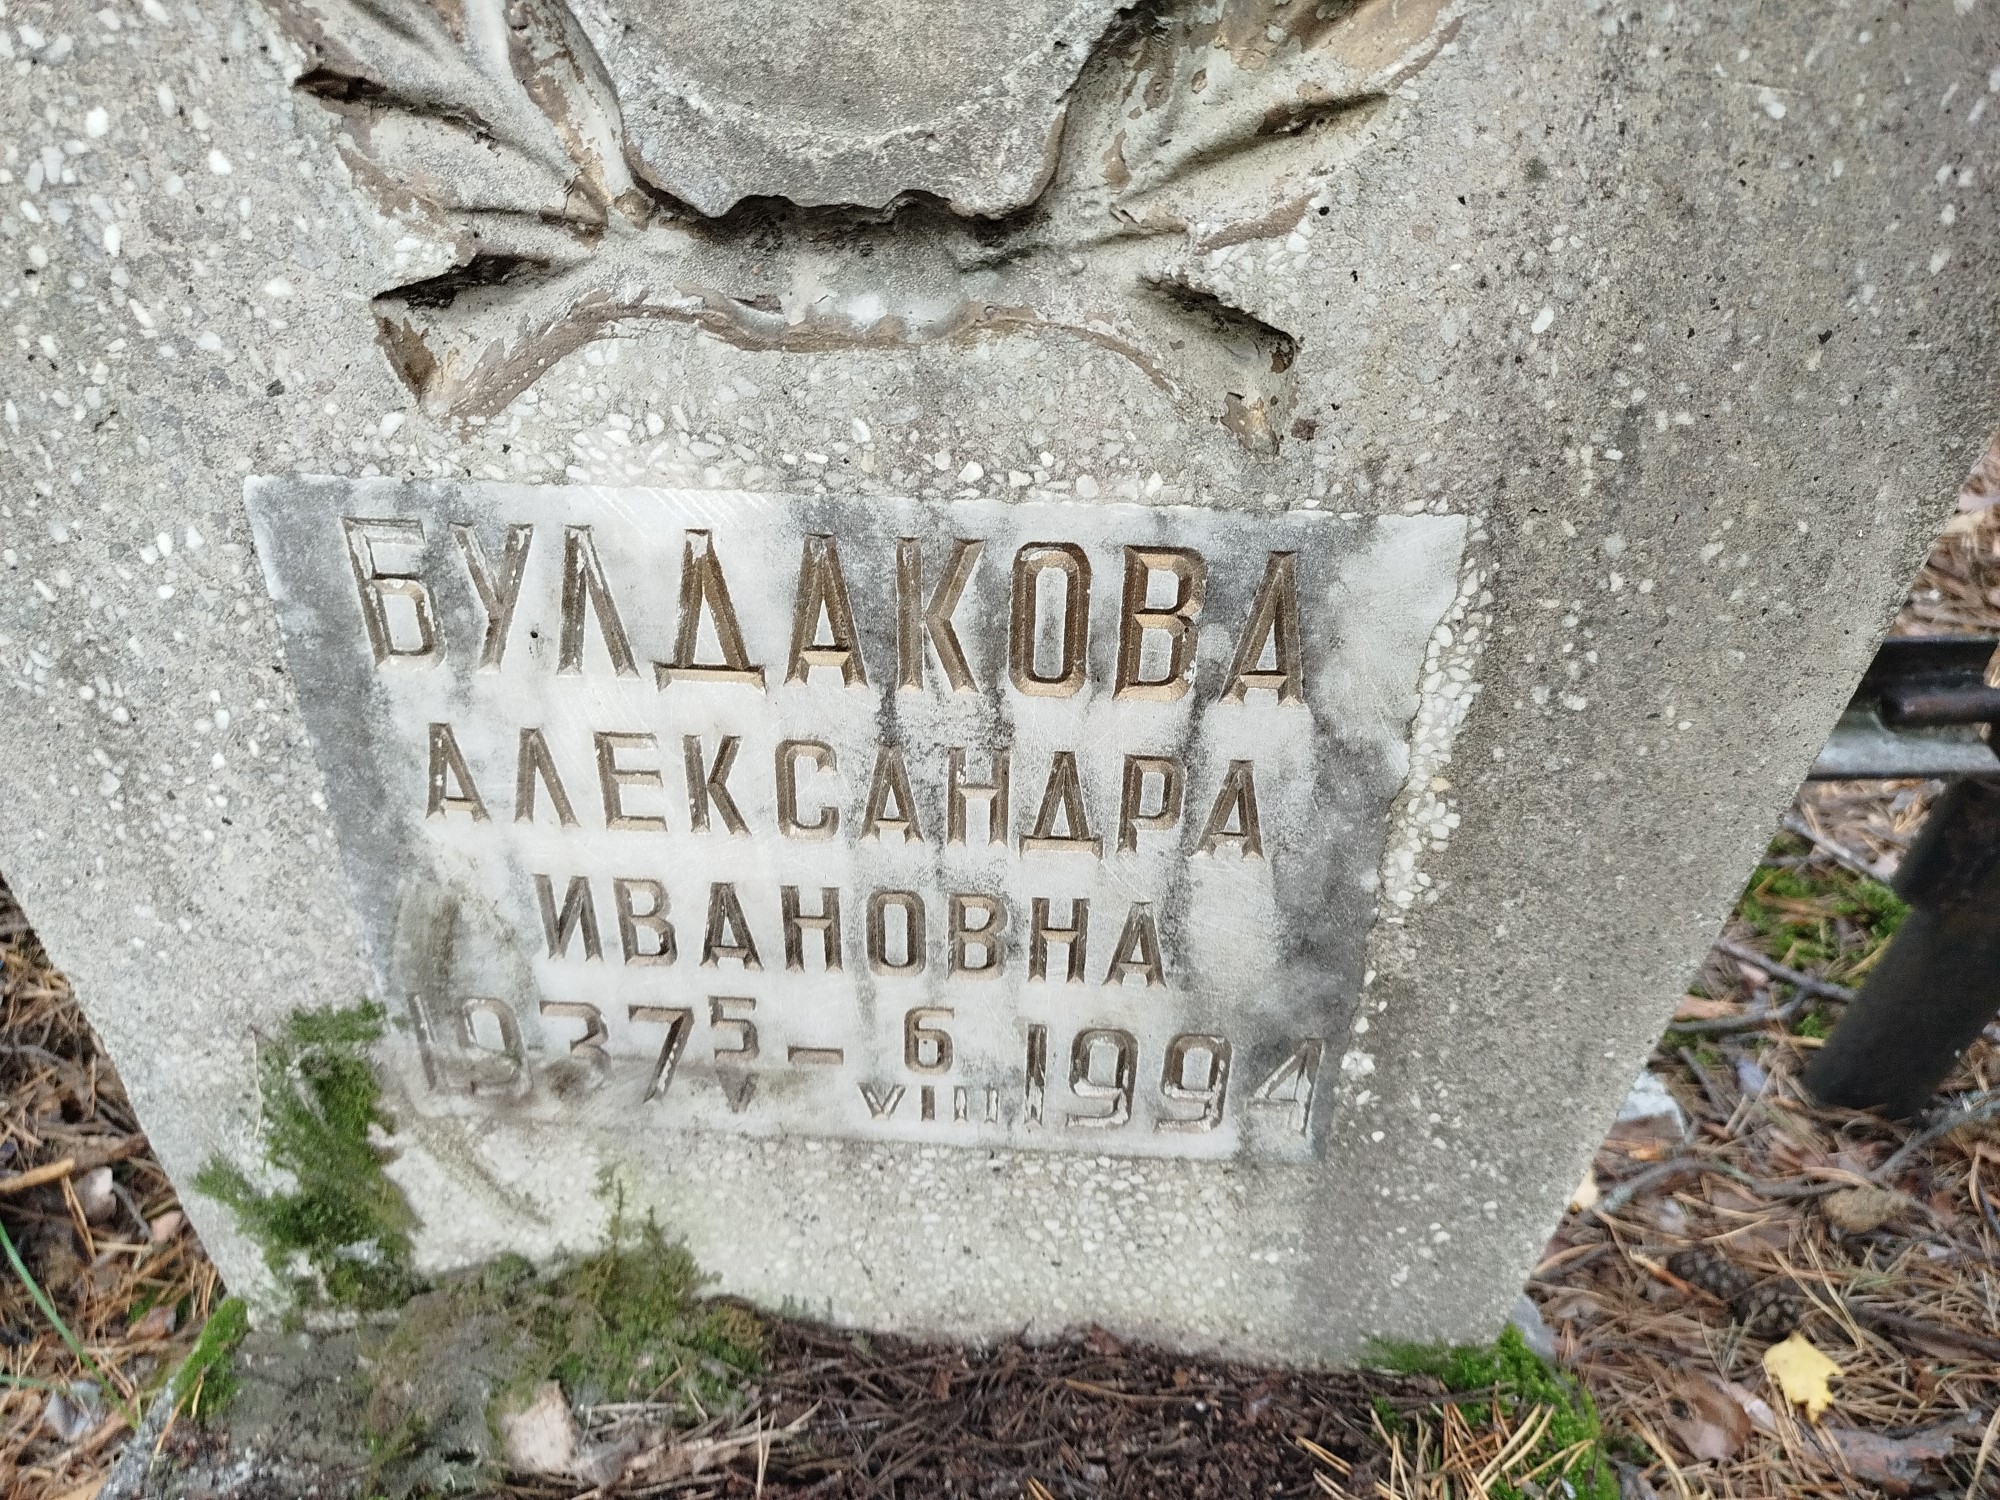 БУЛДАКОВА
АЛЕКСАНДРА
ИВАНОВНА
1937 5/V – 6/VIII 1994